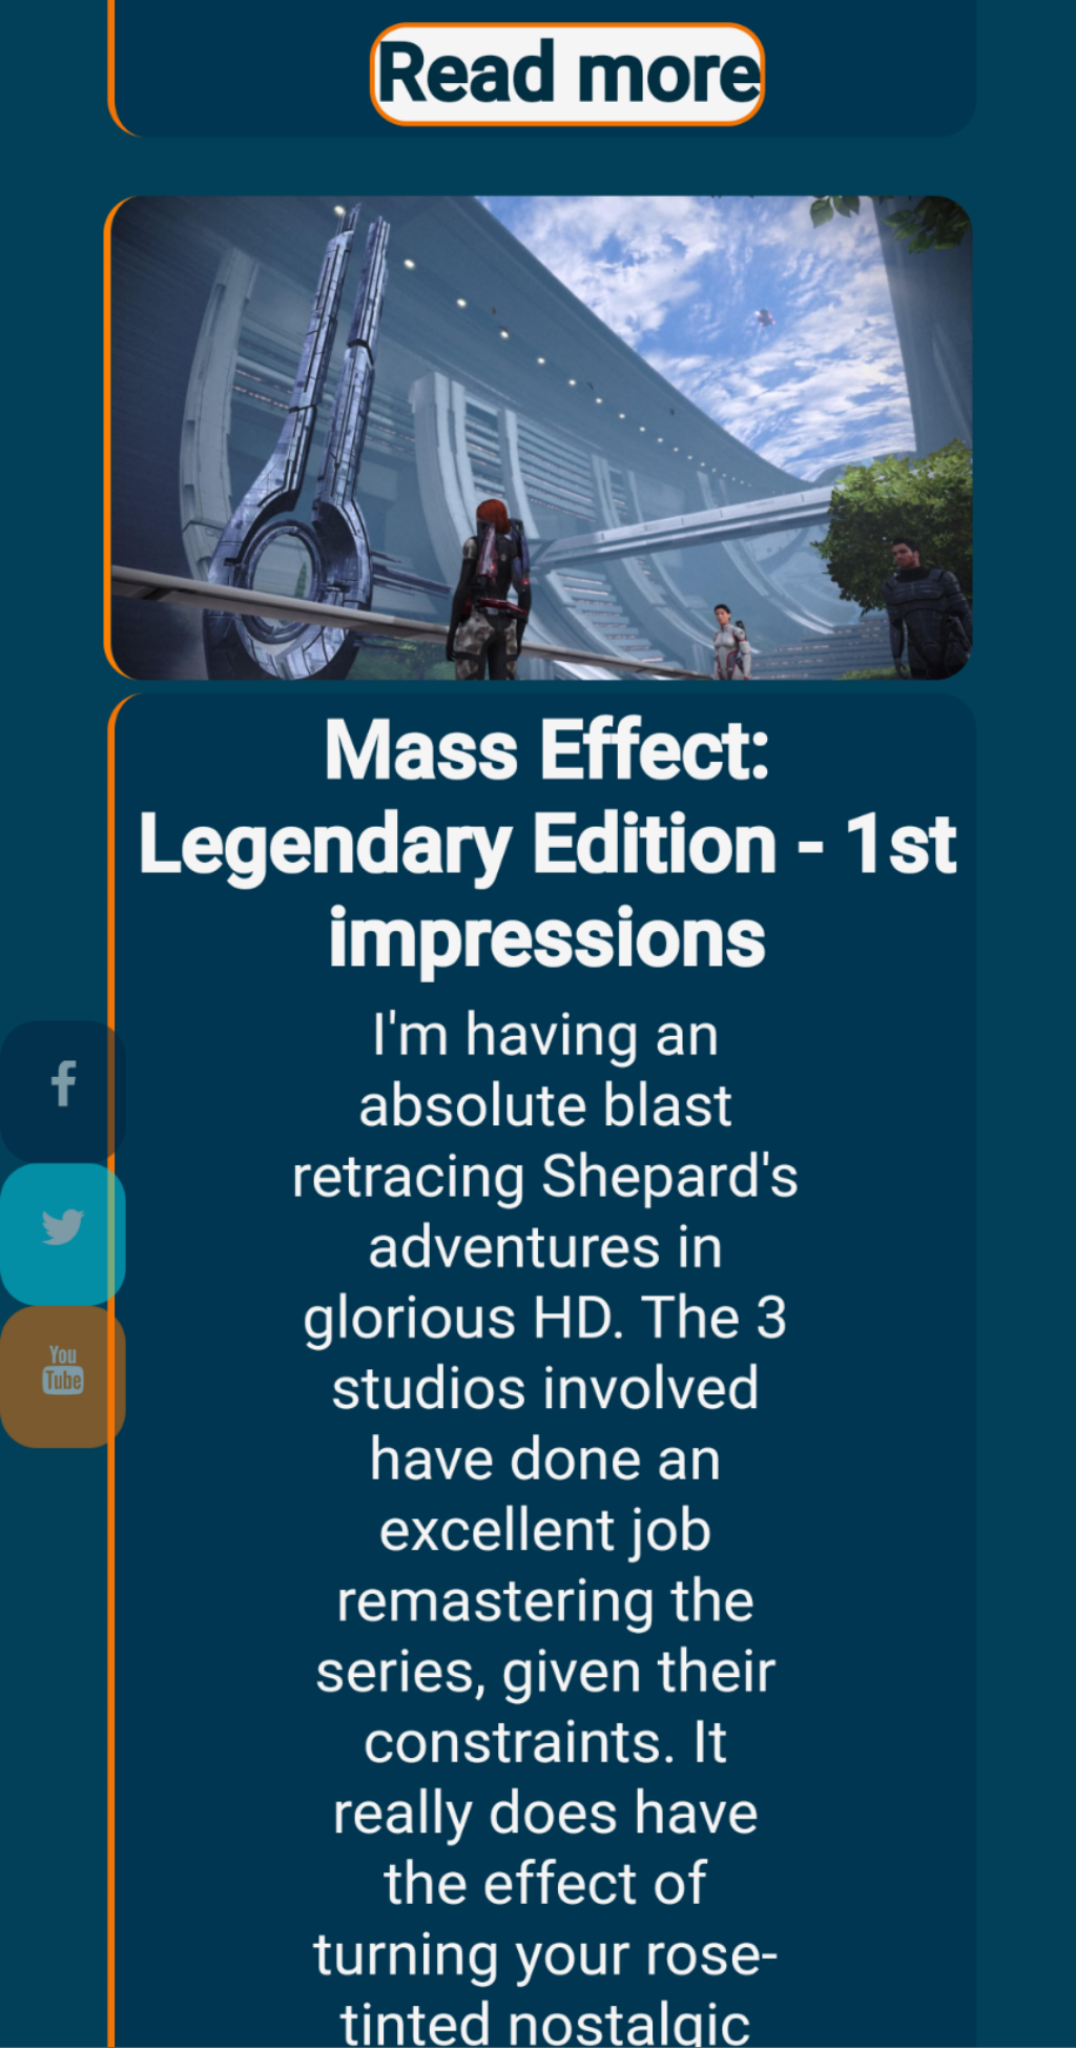 Read more
Mass Effect:
Legendary Edition - 1st
impressions
I'm having an
absolute blast
retracing Shepard's
adventures in
glorious HD. The 3
studios involved
have done an
excellent job
remastering the
series, given their
constraints. It
really does have
the effect of
turning your rose-
tinted nostalgic
f
You
Tube